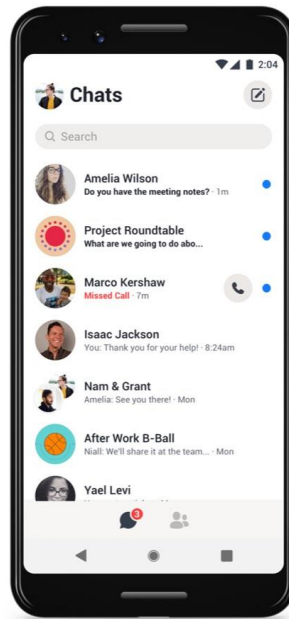 2:04
Chats
Search
Amelia Wilson
Do you have the meeting notes? · 1m
Project Roundtable
What are we going to do abo...
Marco Kershaw
Missed Call · 7m
Isaac Jackson
You: Thank you for your help! · 8:24am
Nam & Grant
Amelia: See you there! · Mon
After Work B-Ball
Niall: We'll share it at the team... · Mon
Yael Levi
3